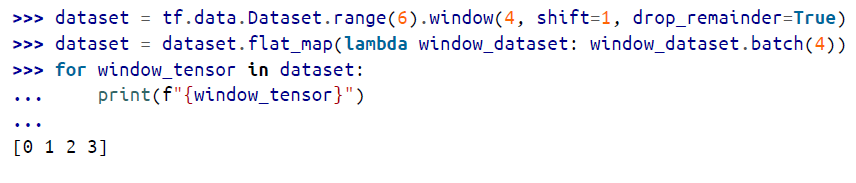 >>> dataset = tf.data.Dataset.range(6).window(4, shift=1, drop_remainder=True)
>>> dataset = dataset.flat_map(lambda window_dataset: window_dataset.batch(4))
>>> for window_tensor in dataset:
...     print(f"{window_tensor}")
...
[0 1 2 3]